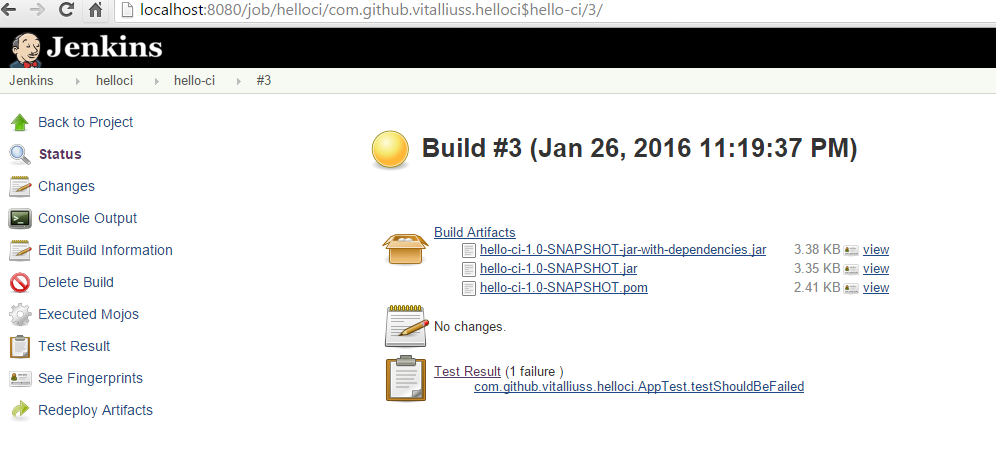 localhost:8080/job/helloci/com.github.vitalliuss.helloci$hello-ci/3/
Jenkins
Jenkins helloci hello-ci #3
Back to Project
Status
Changes
Console Output
Edit Build Information
Delete Build
Executed Mojos
Test Result
See Fingerprints
Redeploy Artifacts
Build #3 (Jan 26, 2016 11:19:37 PM)
Build Artifacts
hello-ci-1.0-SNAPSHOT-jar-with-dependencies.jar 3.38 KB view
hello-ci-1.0-SNAPSHOT.jar 3.35 KB view
hello-ci-1.0-SNAPSHOT.pom 2.41 KB view
No changes.
Test Result (1 failure )
com.github.vitalliuss.helloci.AppTest.testShouldBeFailed